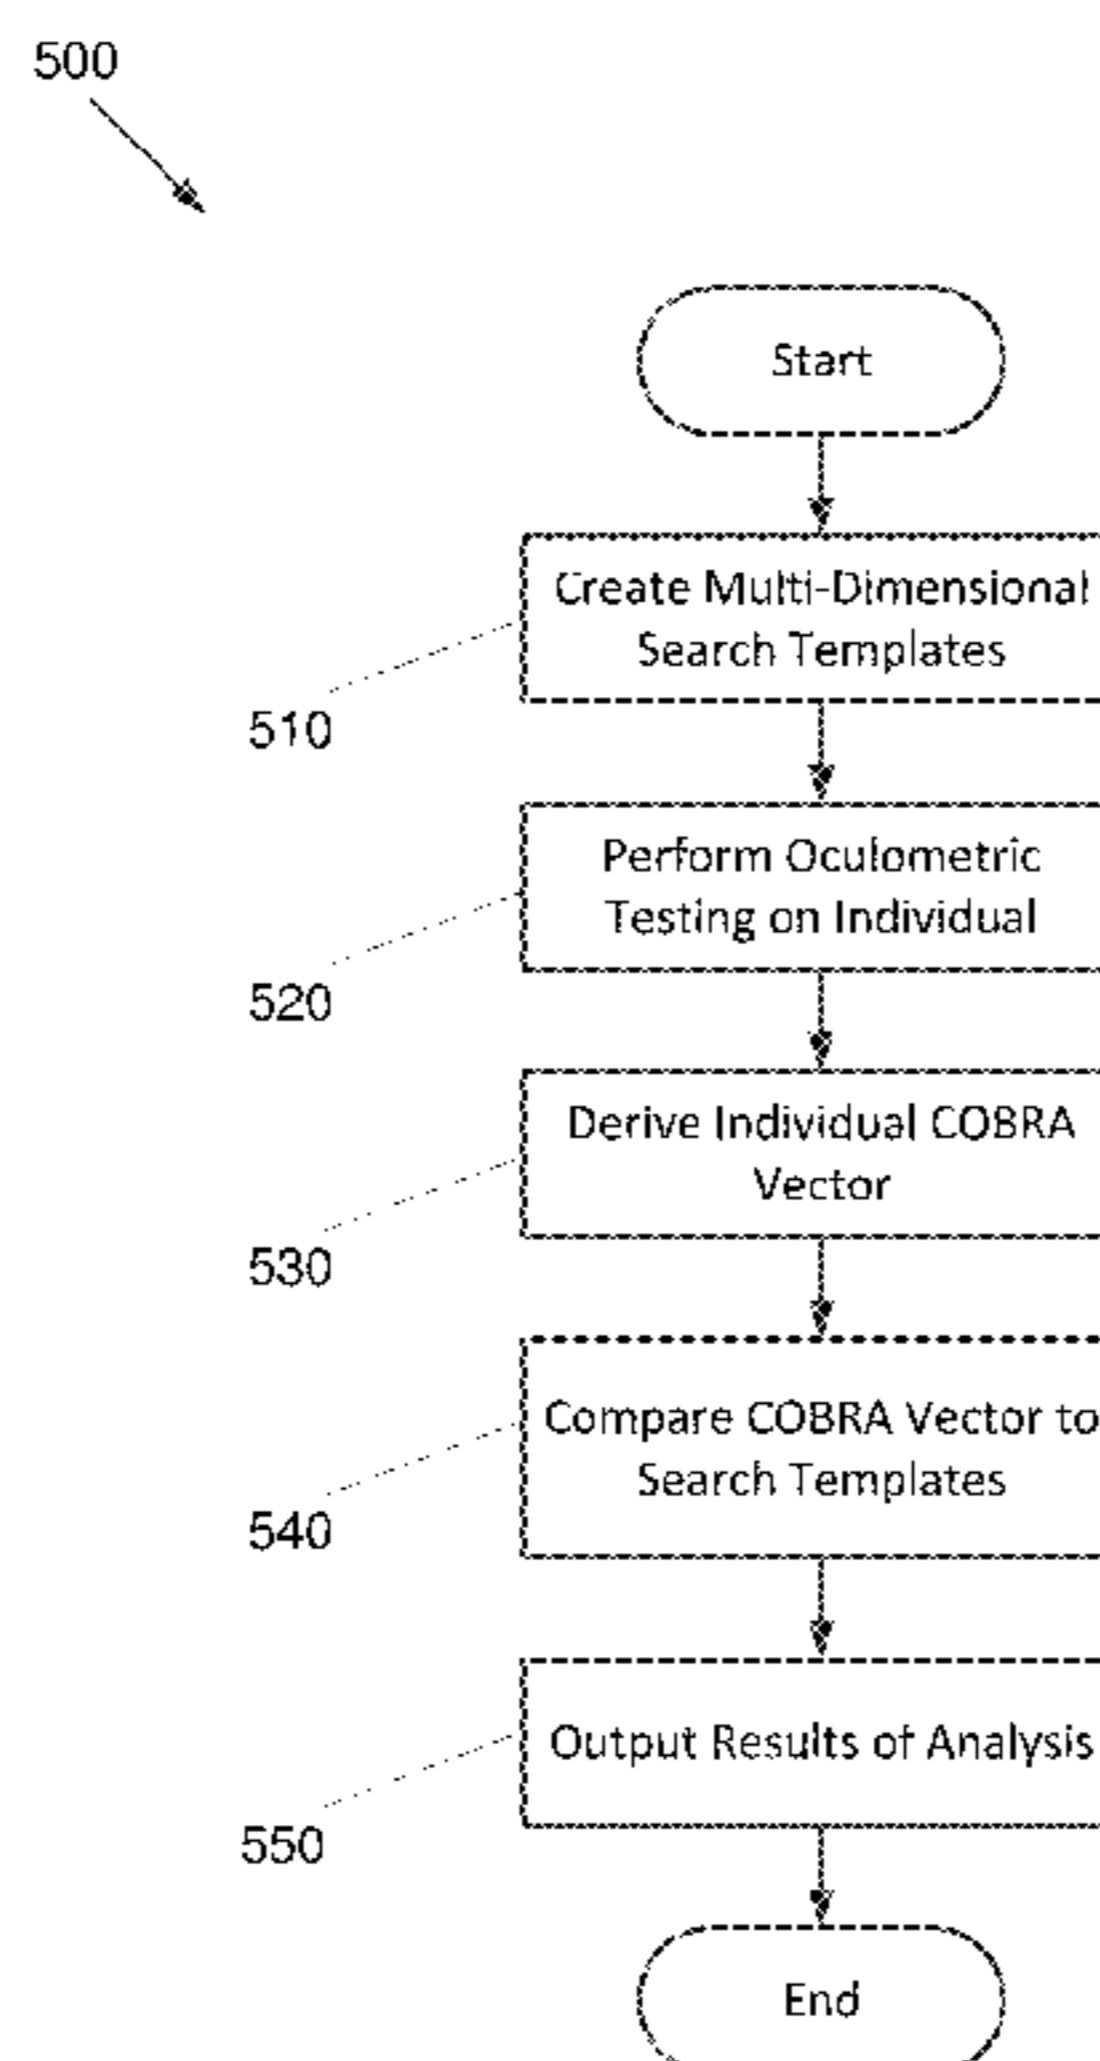 500
Start
Create Multi-Dimensional
Search Templates
510
Perform Oculometric
Testing on Individual
520
Derive Individual COBRA
Vector
530
Compare COBRA Vector to
Search Templates
540
Output Results of Analysis
550
End